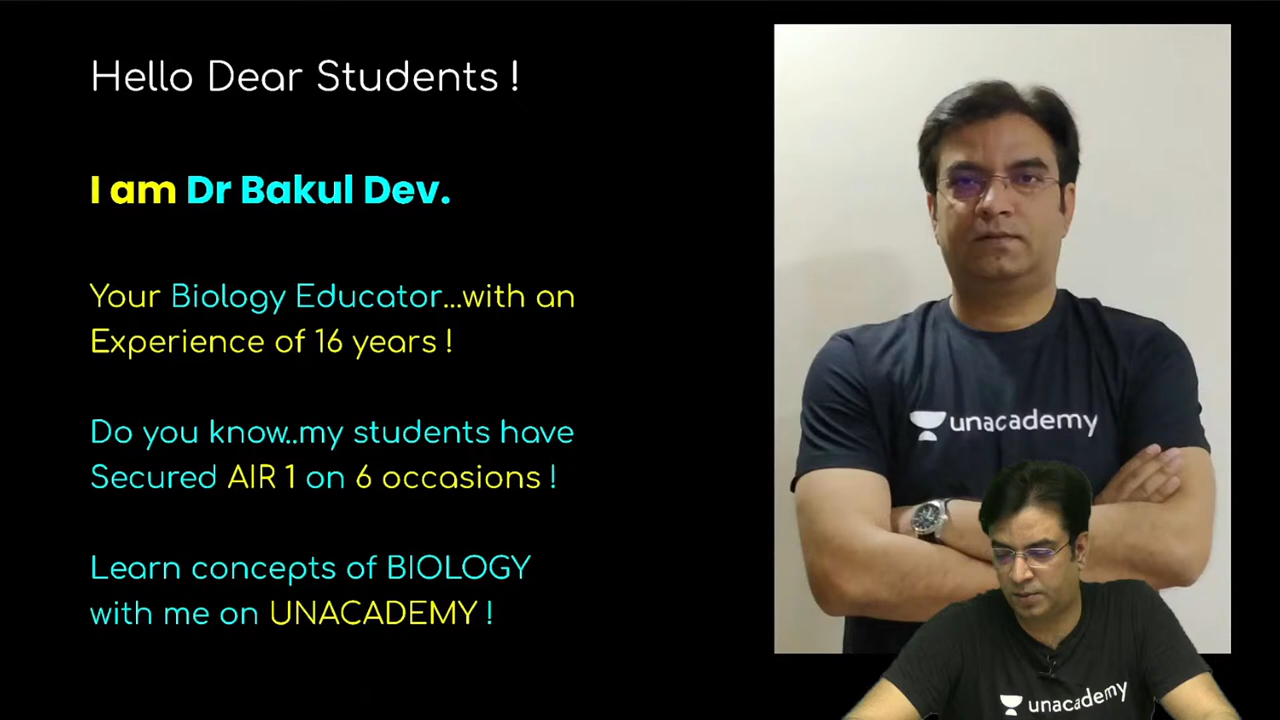 Hello Dear Students !
I am Dr Bakul Dev.
Your Biology Educator...with an
Experience of 16 years !
Do you know..my students have
Secured AIR 1 on 6 occasions !
Learn concepts of BIOLOGY
with me on UNACADEMY !
unacademy
unacademy